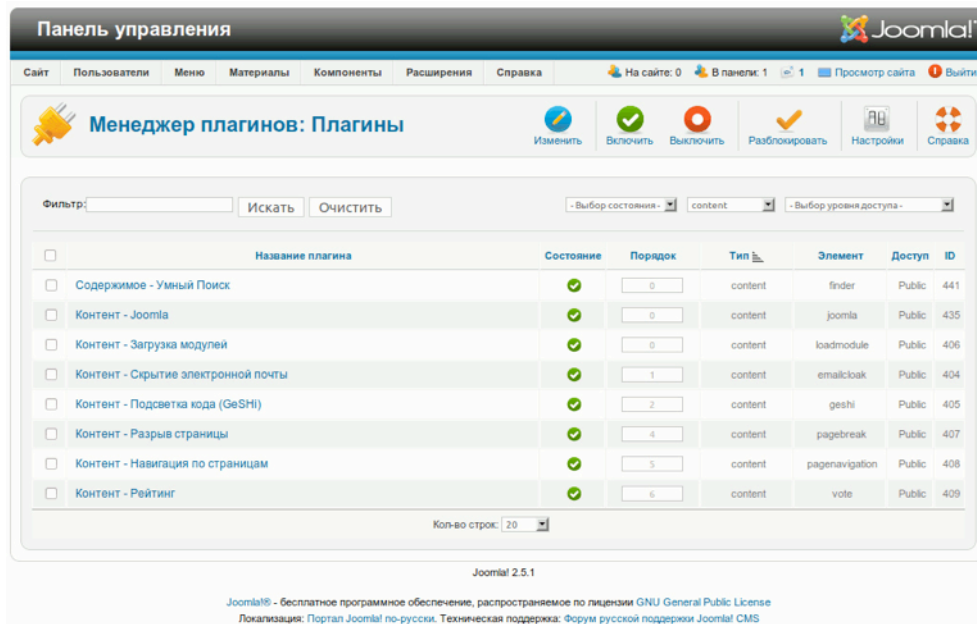 Панель управления Joomla!
Сайт Пользователи Меню Материалы Компоненты Расширения Справка На сайте: 0 В панели: 1 1 Просмотр сайта Выйти
Менеджер плагинов: Плагины Изменить Включить Выключить Разблокировать Настройки Справка
Фильтр: Искать Очистить - Выбор состояния - content - Выбор уровня доступа -
Название плагина Состояние Порядок Тип Элемент Доступ ID
Содержимое - Умный Поиск 0 content finder Public 441
Контент - Joomla 0 content joomla Public 435
Контент - Загрузка модулей 0 content loadmodule Public 406
Контент - Скрытие электронной почты 1 content emailcloak Public 404
Контент - Подсветка кода (GeSHi) 2 content geshi Public 405
Контент - Разрыв страницы 4 content pagebreak Public 407
Контент - Навигация по страницам 5 content pagenavigation Public 408
Контент - Рейтинг 6 content vote Public 409
Кол-во строк: 20
Joomla! 2.5.1
Joomla!® - бесплатное программное обеспечение, распространяемое по лицензии GNU General Public License
Локализация: Портал Joomla! по-русски. Техническая поддержка: Форум русской поддержки Joomla! CMS